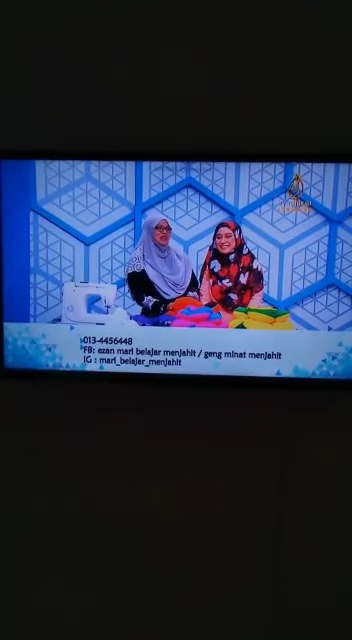 013-4456448
FB: ezan mari belajar menjahit / geng minat menjahit
IG : mari_belajar_menjahit